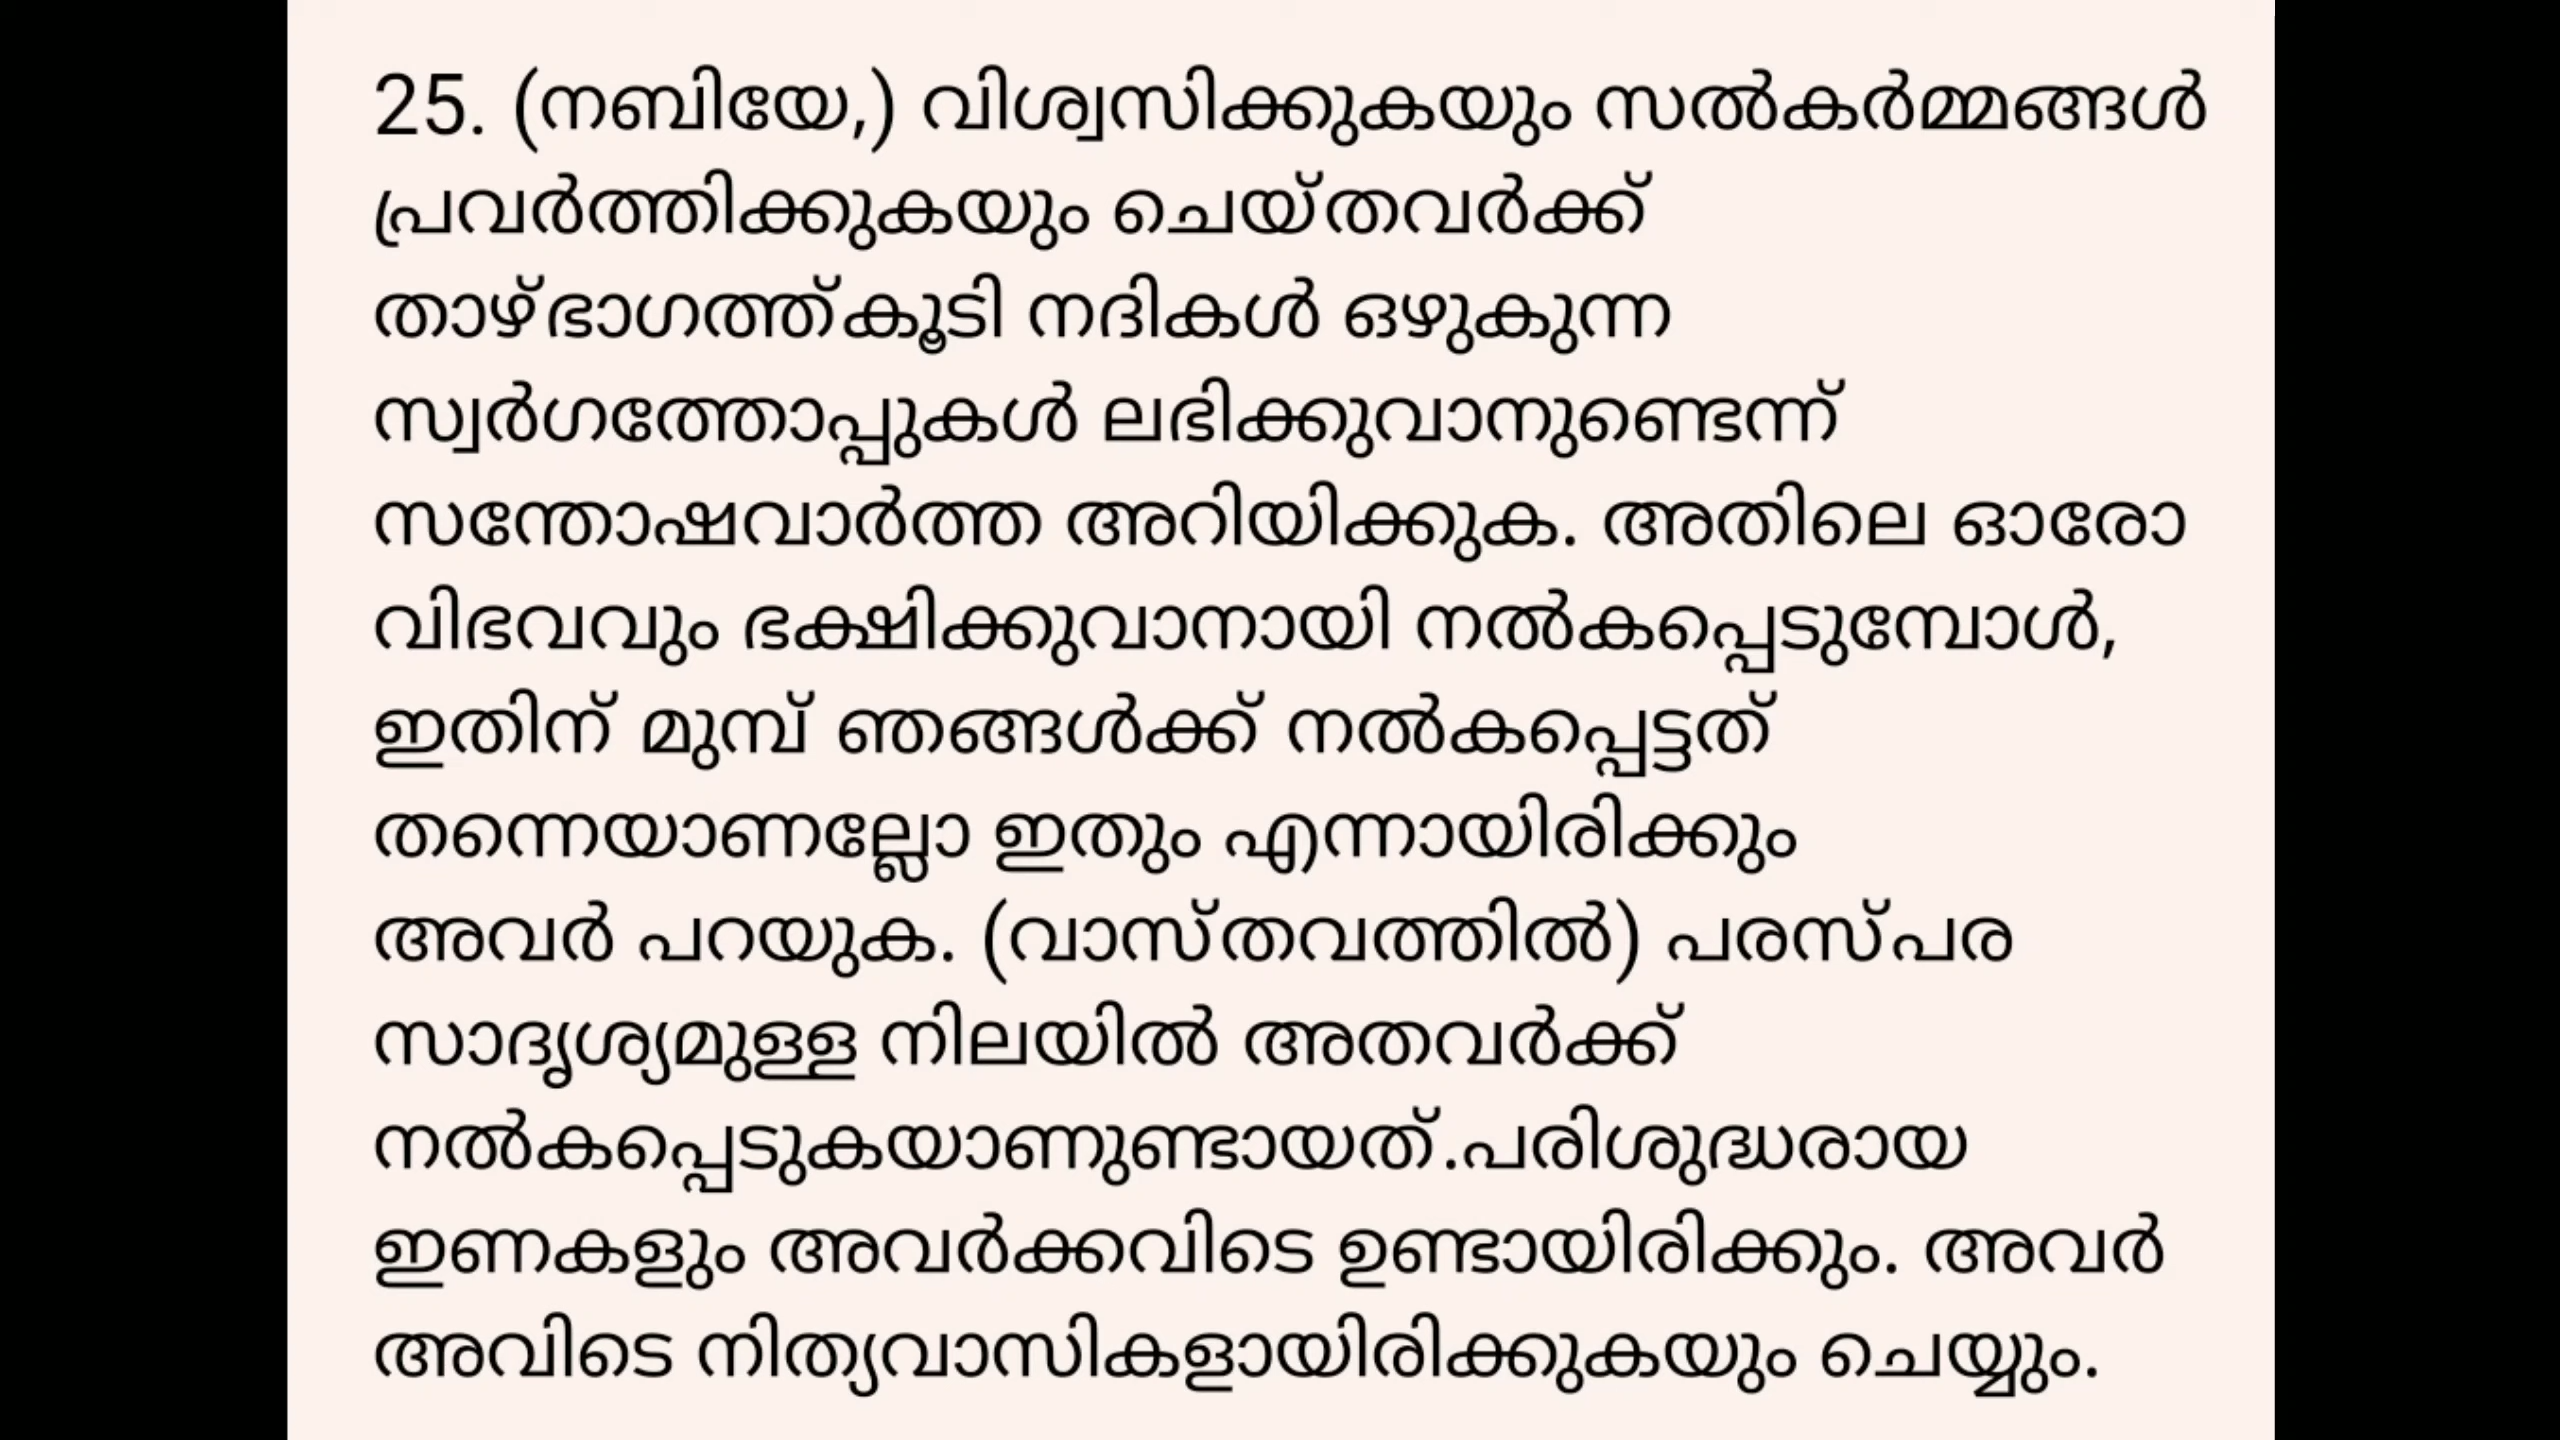 25. (നബിയേ,) വിശ്വസിക്കുകയും സൽകർമ്മങ്ങൾ
പ്രവർത്തിക്കുകയും ചെയ്തവർക്ക്
താഴ്ഭാഗത്ത്കൂടി നദികൾ ഒഴുകുന്ന
സ്വർഗത്തോപ്പുകൾ ലഭിക്കുവാനുണ്ടെന്ന്
സന്തോഷവാർത്ത അറിയിക്കുക. അതിലെ ഓരോ
വിഭവവും ഭക്ഷിക്കുവാനായി നൽകപ്പെടുമ്പോൾ,
ഇതിന് മുമ്പ് ഞങ്ങൾക്ക് നൽകപ്പെട്ടത്
തന്നെയാണല്ലോ ഇതും എന്നായിരിക്കും
അവർ പറയുക. (വാസ്തവത്തിൽ) പരസ്പര
സാദൃശ്യമുള്ള നിലയിൽ അതവർക്ക്
നൽകപ്പെടുകയാണുണ്ടായത്.പരിശുദ്ധരായ
ഇണകളും അവർക്കവിടെ ഉണ്ടായിരിക്കും. അവർ
അവിടെ നിത്യവാസികളായിരിക്കുകയും ചെയ്യും.